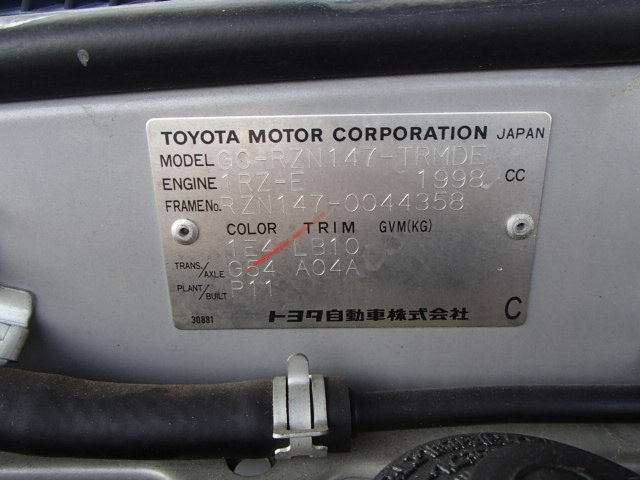 TOYOTA MOTOR CORPORATION JAPAN
MODEL GC-RZN147-TRMDE
ENGINE 1RZ-E 1998 CC
FRAME No. RZN147-0044358
COLOR TRIM GVM(KG)
1E4 LB10
TRANS./AXLE G54 A04A
PLANT/BUILT P11
30881 トヨタ自動車株式会社 C